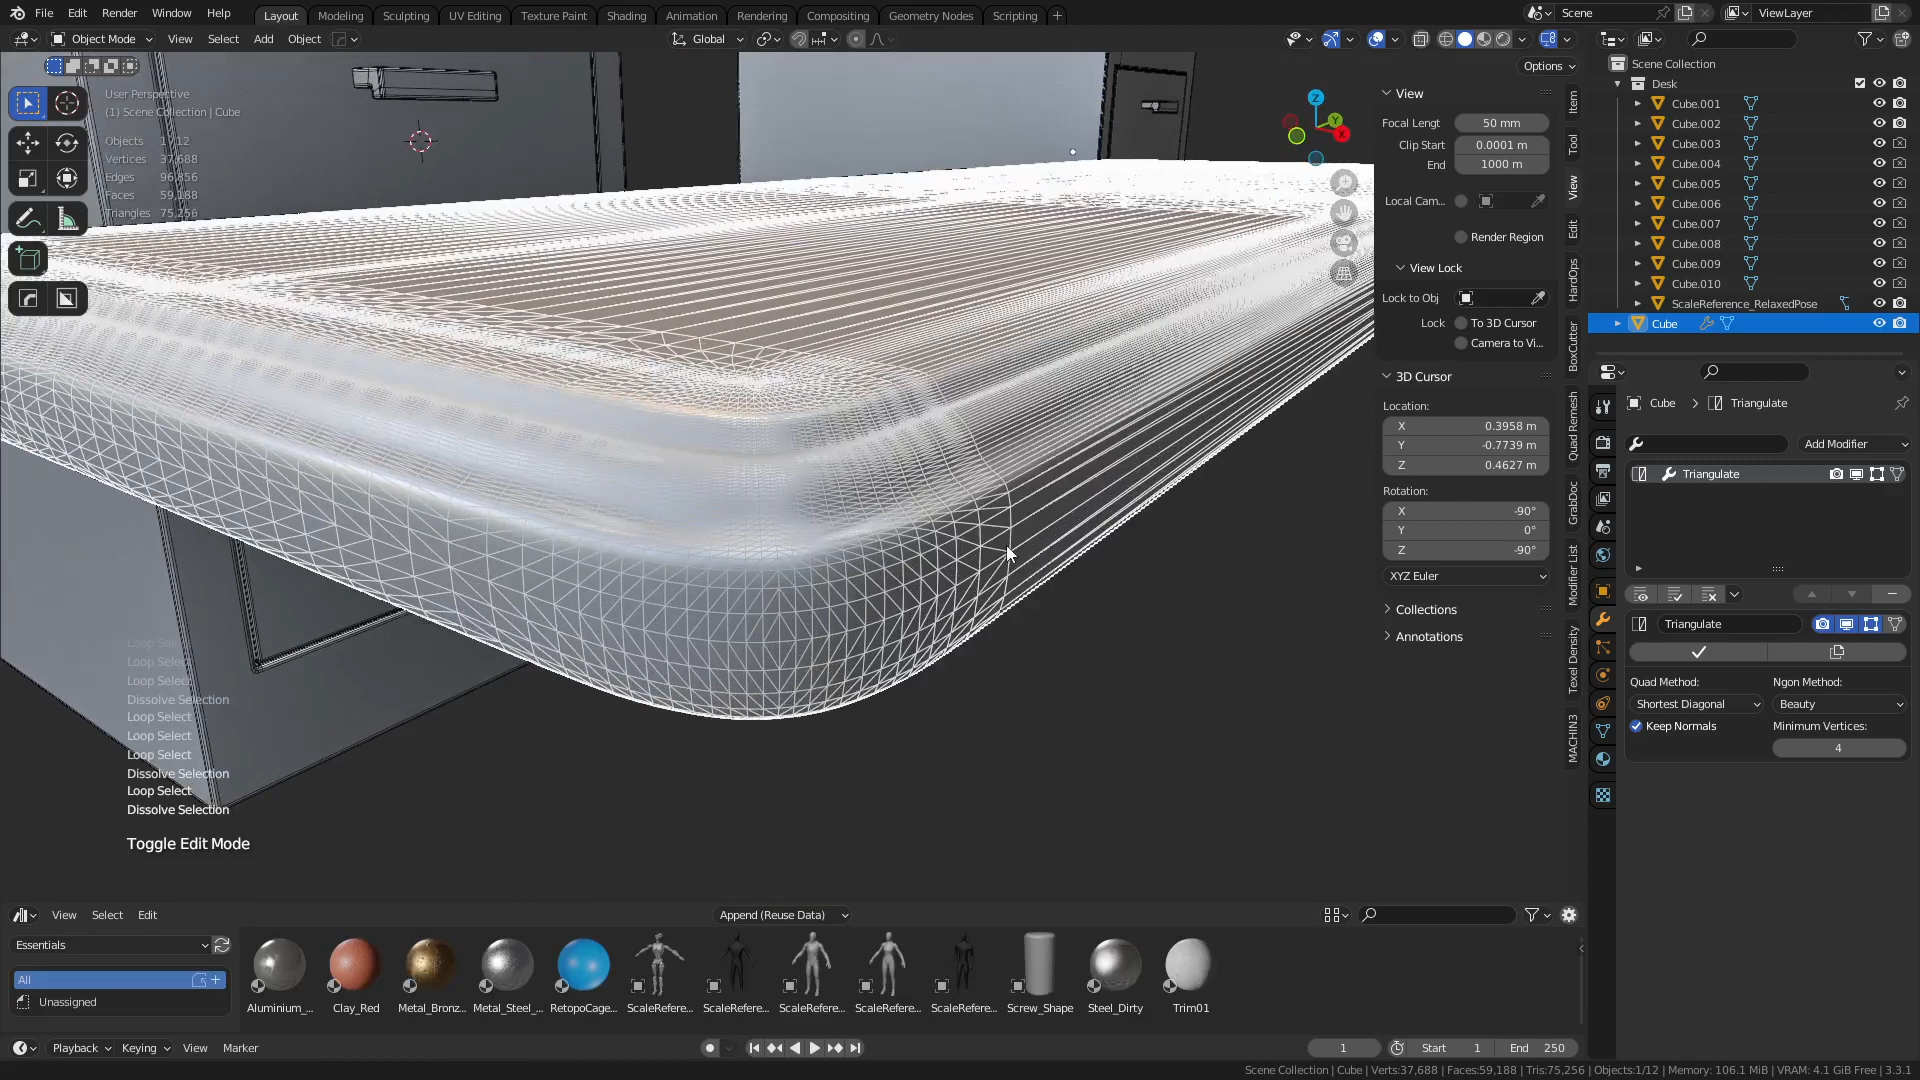 File Edit Render Window Help Layout Modeling Sculpting UV Editing Texture Paint Shading Animation Rendering Compositing Geometry Nodes Scripting + Scene ViewLayer
Object Mode View Select Add Object Global
Options
User Perspective
(1) Scene Collection | Cube
Objects 1/12
Vertices 37,688
Edges 96,856
Faces 59,188
Triangles 75,256
Z
Y
X
View
Focal Lengt 50 mm
Clip Start 0.0001 m
End 1000 m
Local Cam...
Render Region
View Lock
Lock to Obj
Lock To 3D Cursor
Camera to Vi...
3D Cursor
Location:
X 0.3958 m
Y -0.7739 m
Z 0.4627 m
Rotation:
X -90°
Y 0°
Z -90°
XYZ Euler
Collections
Annotations
Item
Tool
View
Edit
HardOps
BoxCutter
Quad Remesh
GrabDoc
Modifier List
Texel Density
MACHIN3
Scene Collection
Desk
Cube.001
Cube.002
Cube.003
Cube.004
Cube.005
Cube.006
Cube.007
Cube.008
Cube.009
Cube.010
ScaleReference_RelaxedPose
Cube
Cube > Triangulate
Add Modifier
Triangulate
Triangulate
Quad Method: Ngon Method:
Shortest Diagonal Beauty
Keep Normals Minimum Vertices:
4
Loop Select
Loop Select
Loop Select
Dissolve Selection
Loop Select
Loop Select
Loop Select
Dissolve Selection
Loop Select
Dissolve Selection
Toggle Edit Mode
View Select Edit Append (Reuse Data)
Essentials
All
Unassigned
Aluminium_... Clay_Red Metal_Bronz... Metal_Steel_... RetopoCage... ScaleRefere... ScaleRefere... ScaleRefere... ScaleRefere... ScaleRefere... Screw_Shape Steel_Dirty Trim01
Playback Keying View Marker 1 Start 1 End 250
Scene Collection | Cube | Verts:37,688 | Faces:59,188 | Tris:75,256 | Objects:1/12 | Memory: 106.1 MiB | VRAM: 4.1 GiB Free | 3.3.1